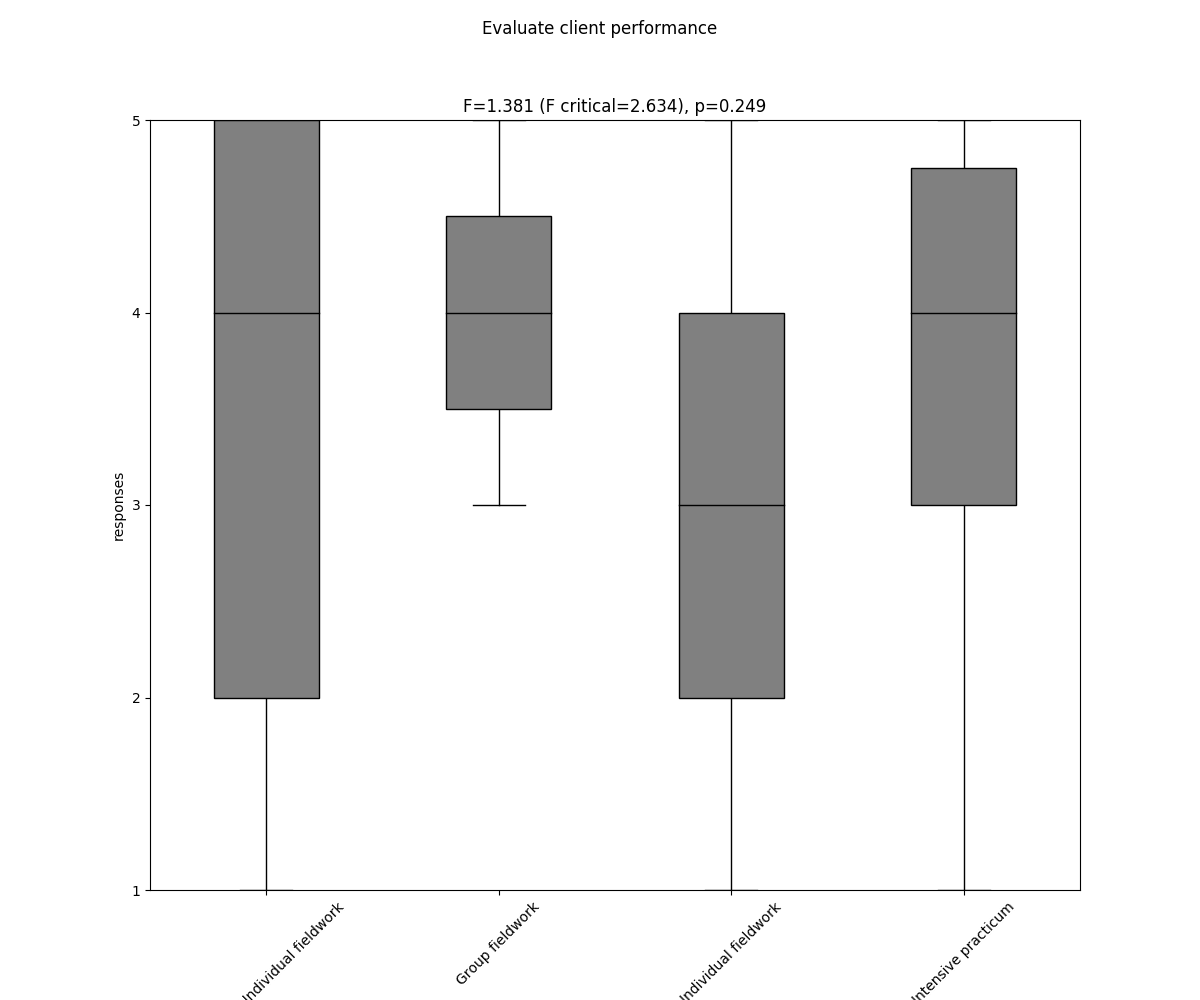 Evaluate client performance
F=1.381 (F critical=2.634), p=0.249
5
4
3
2
1
responses
Individual fieldwork
Group fieldwork
Individual fieldwork
Intensive practicum